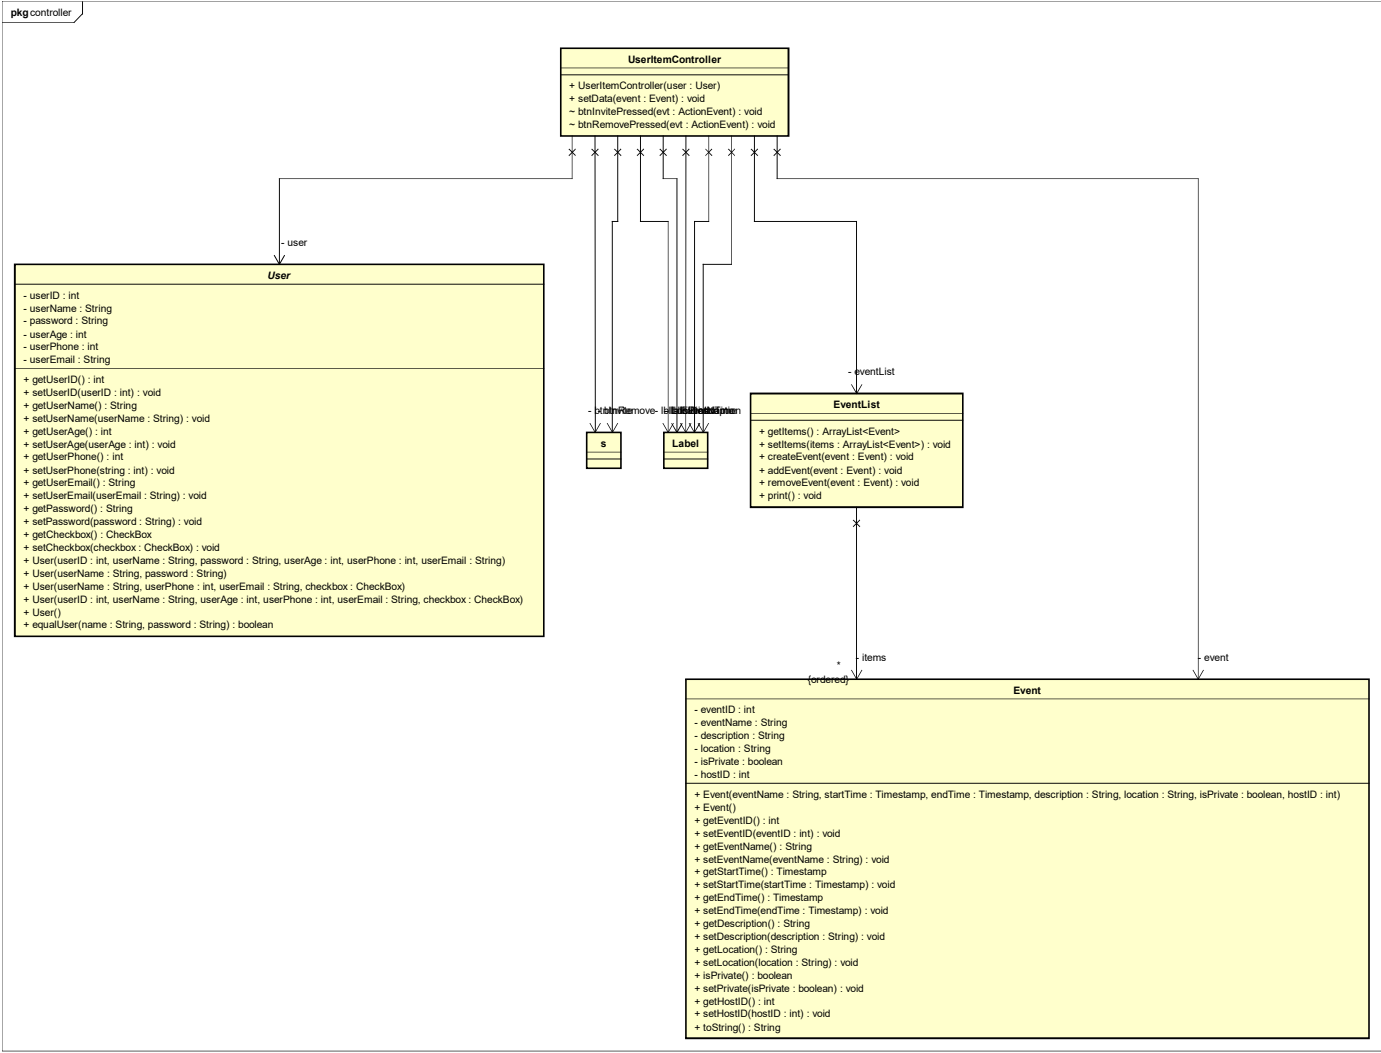 pkg controller
UserItemController
+ UserItemController(user : User)
+ setData(event : Event) : void
~ btnInvitePressed(evt : ActionEvent) : void
~ btnRemovePressed(evt : ActionEvent) : void
- user
User
- userID : int
- userName : String
- password : String
- userAge : int
- userPhone : int
- userEmail : String
+ getUserID() : int
+ setUserID(userID : int) : void
+ getUserName() : String
+ setUserName(userName : String) : void
+ getUserAge() : int
+ setUserAge(userAge : int) : void
+ getUserPhone() : int
+ setUserPhone(string : int) : void
+ getUserEmail() : String
+ setUserEmail(userEmail : String) : void
+ getPassword() : String
+ setPassword(password : String) : void
+ getCheckbox() : CheckBox
+ setCheckbox(checkbox : CheckBox) : void
+ User(userID : int, userName : String, password : String, userAge : int, userPhone : int, userEmail : String)
+ User(userName : String, password : String)
+ User(userName : String, userPhone : int, userEmail : String, checkbox : CheckBox)
+ User(userID : int, userName : String, userAge : int, userPhone : int, userEmail : String, checkbox : CheckBox)
+ User()
+ equalUser(name : String, password : String) : boolean
s
Label
- eventList
EventList
+ getItems() : ArrayList<Event>
+ setItems(items : ArrayList<Event>) : void
+ createEvent(event : Event) : void
+ addEvent(event : Event) : void
+ removeEvent(event : Event) : void
+ print() : void
- items
*
{ordered}
- event
Event
- eventID : int
- eventName : String
- description : String
- location : String
- isPrivate : boolean
- hostID : int
+ Event(eventName : String, startTime : Timestamp, endTime : Timestamp, description : String, location : String, isPrivate : boolean, hostID : int)
+ Event()
+ getEventID() : int
+ setEventID(eventID : int) : void
+ getEventName() : String
+ setEventName(eventName : String) : void
+ getStartTime() : Timestamp
+ setStartTime(startTime : Timestamp) : void
+ getEndTime() : Timestamp
+ setEndTime(endTime : Timestamp) : void
+ getDescription() : String
+ setDescription(description : String) : void
+ getLocation() : String
+ setLocation(location : String) : void
+ isPrivate() : boolean
+ setPrivate(isPrivate : boolean) : void
+ getHostID() : int
+ setHostID(hostID : int) : void
+ toString() : String